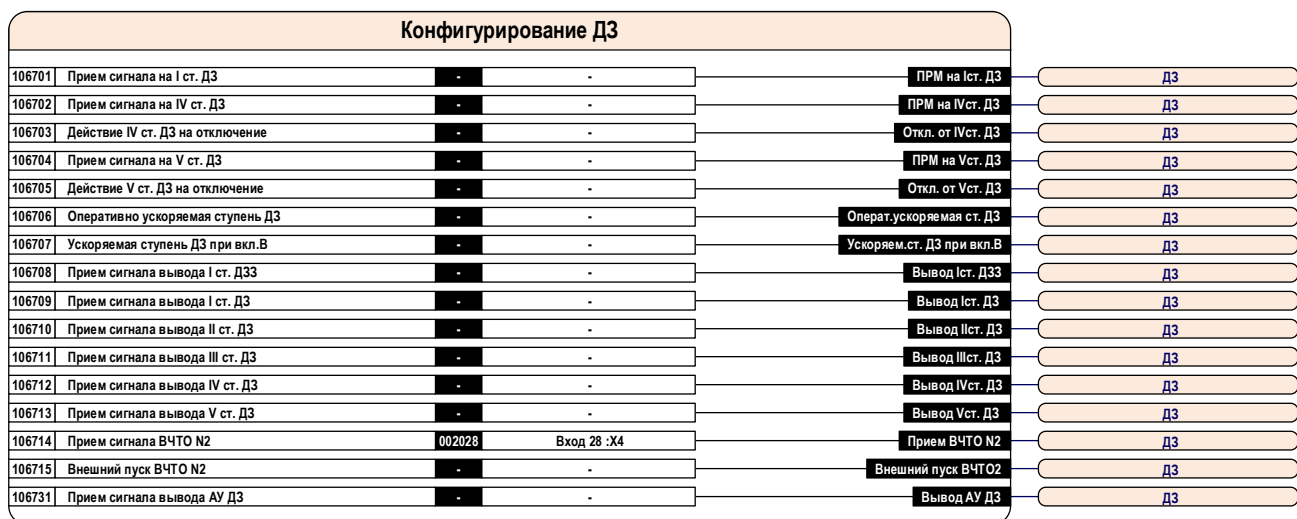 Конфигурирование ДЗ
106701 Прием сигнала на I ст. ДЗ - - ПРМ на Iст. ДЗ ДЗ
106702 Прием сигнала на IV ст. ДЗ - - ПРМ на IVст. ДЗ ДЗ
106703 Действие IV ст. ДЗ на отключение - - Откл. от IVст. ДЗ ДЗ
106704 Прием сигнала на V ст. ДЗ - - ПРМ на Vст. ДЗ ДЗ
106705 Действие V ст. ДЗ на отключение - - Откл. от Vст. ДЗ ДЗ
106706 Оперативно ускоряемая ступень ДЗ - - Операт.ускоряемая ст. ДЗ ДЗ
106707 Ускоряемая ступень ДЗ при вкл.В - - Ускоряем.ст. ДЗ при вкл.В ДЗ
106708 Прием сигнала вывода I ст. ДЗЗ - - Вывод Iст. ДЗЗ ДЗ
106709 Прием сигнала вывода I ст. ДЗ - - Вывод Iст. ДЗ ДЗ
106710 Прием сигнала вывода II ст. ДЗ - - Вывод IIст. ДЗ ДЗ
106711 Прием сигнала вывода III ст. ДЗ - - Вывод IIIст. ДЗ ДЗ
106712 Прием сигнала вывода IV ст. ДЗ - - Вывод IVст. ДЗ ДЗ
106713 Прием сигнала вывода V ст. ДЗ - - Вывод Vст. ДЗ ДЗ
106714 Прием сигнала ВЧТО N2 002028 Вход 28 :X4 Прием ВЧТО N2 ДЗ
106715 Внешний пуск ВЧТО N2 - - Внешний пуск ВЧТО2 ДЗ
106731 Прием сигнала вывода АУ ДЗ - - Вывод АУ ДЗ ДЗ